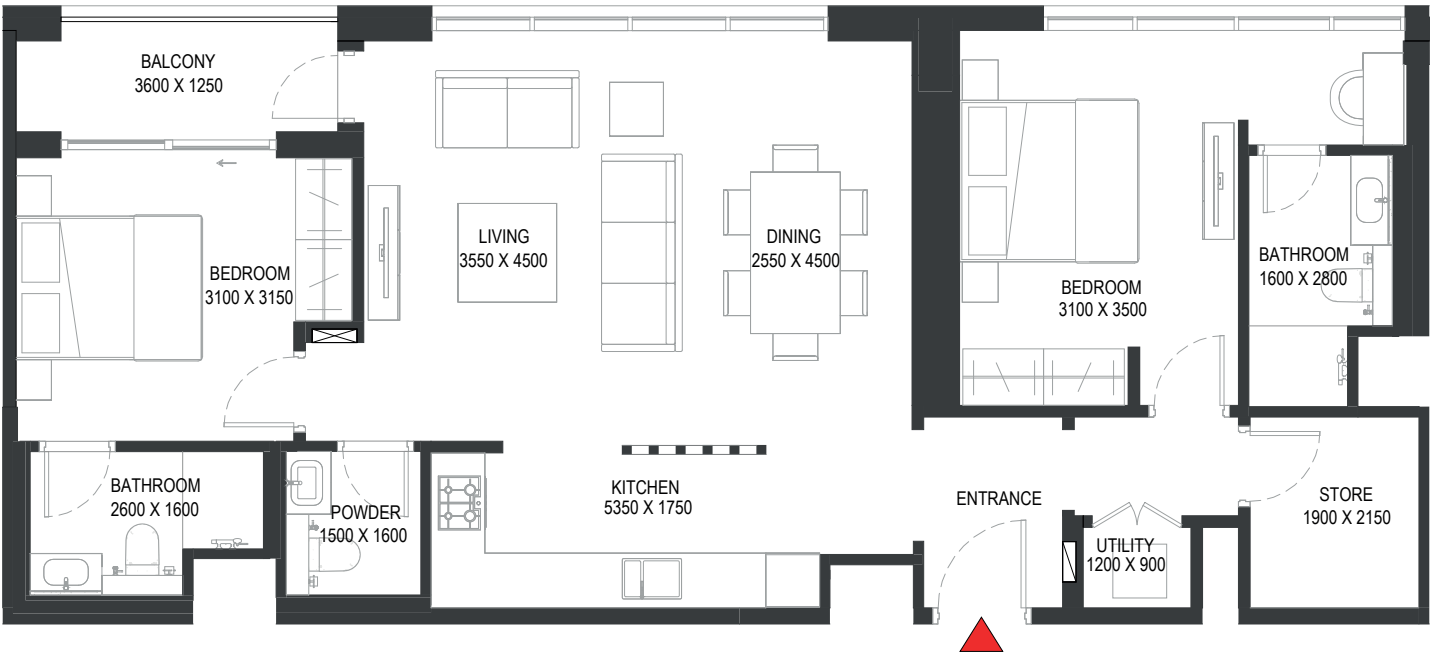 BALCONY
3600 X 1250
LIVING
3550 X 4500
DINING
2550 X 4500
BEDROOM
3100 X 3150
BEDROOM
3100 X 3500
BATHROOM
1600 X 2800
BATHROOM
2600 X 1600
POWDER
1500 X 1600
KITCHEN
5350 X 1750
ENTRANCE
UTILITY
1200 X 900
STORE
1900 X 2150